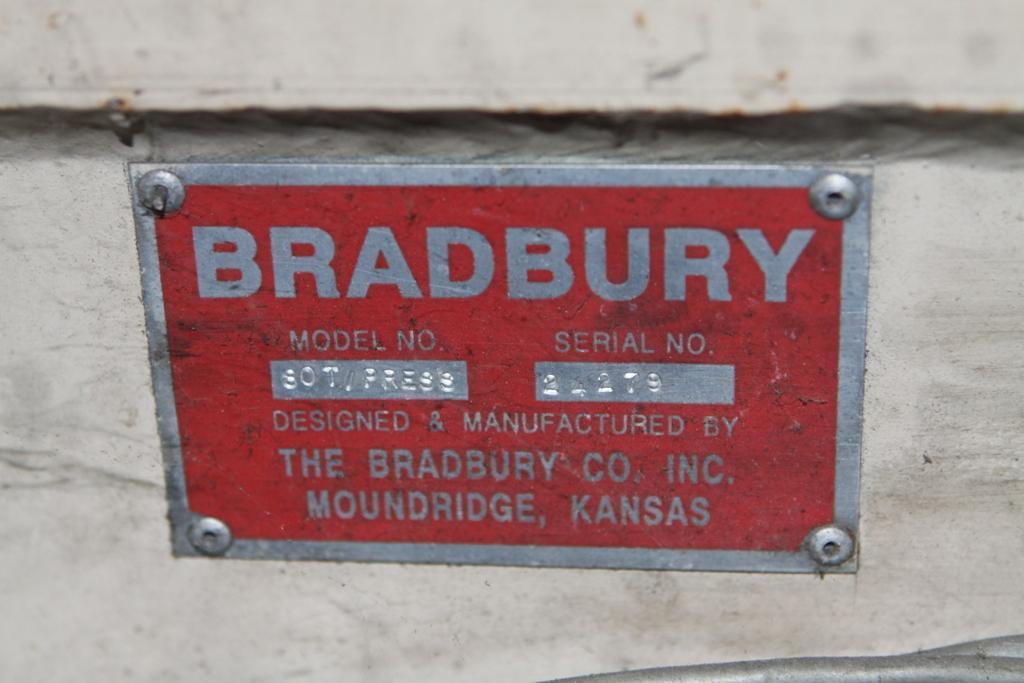 BRADBURY
MODEL NO. SERIAL NO.
80T/PRESS 24279
DESIGNED & MANUFACTURED BY
THE BRADBURY CO. INC.
MOUNDRIDGE, KANSAS